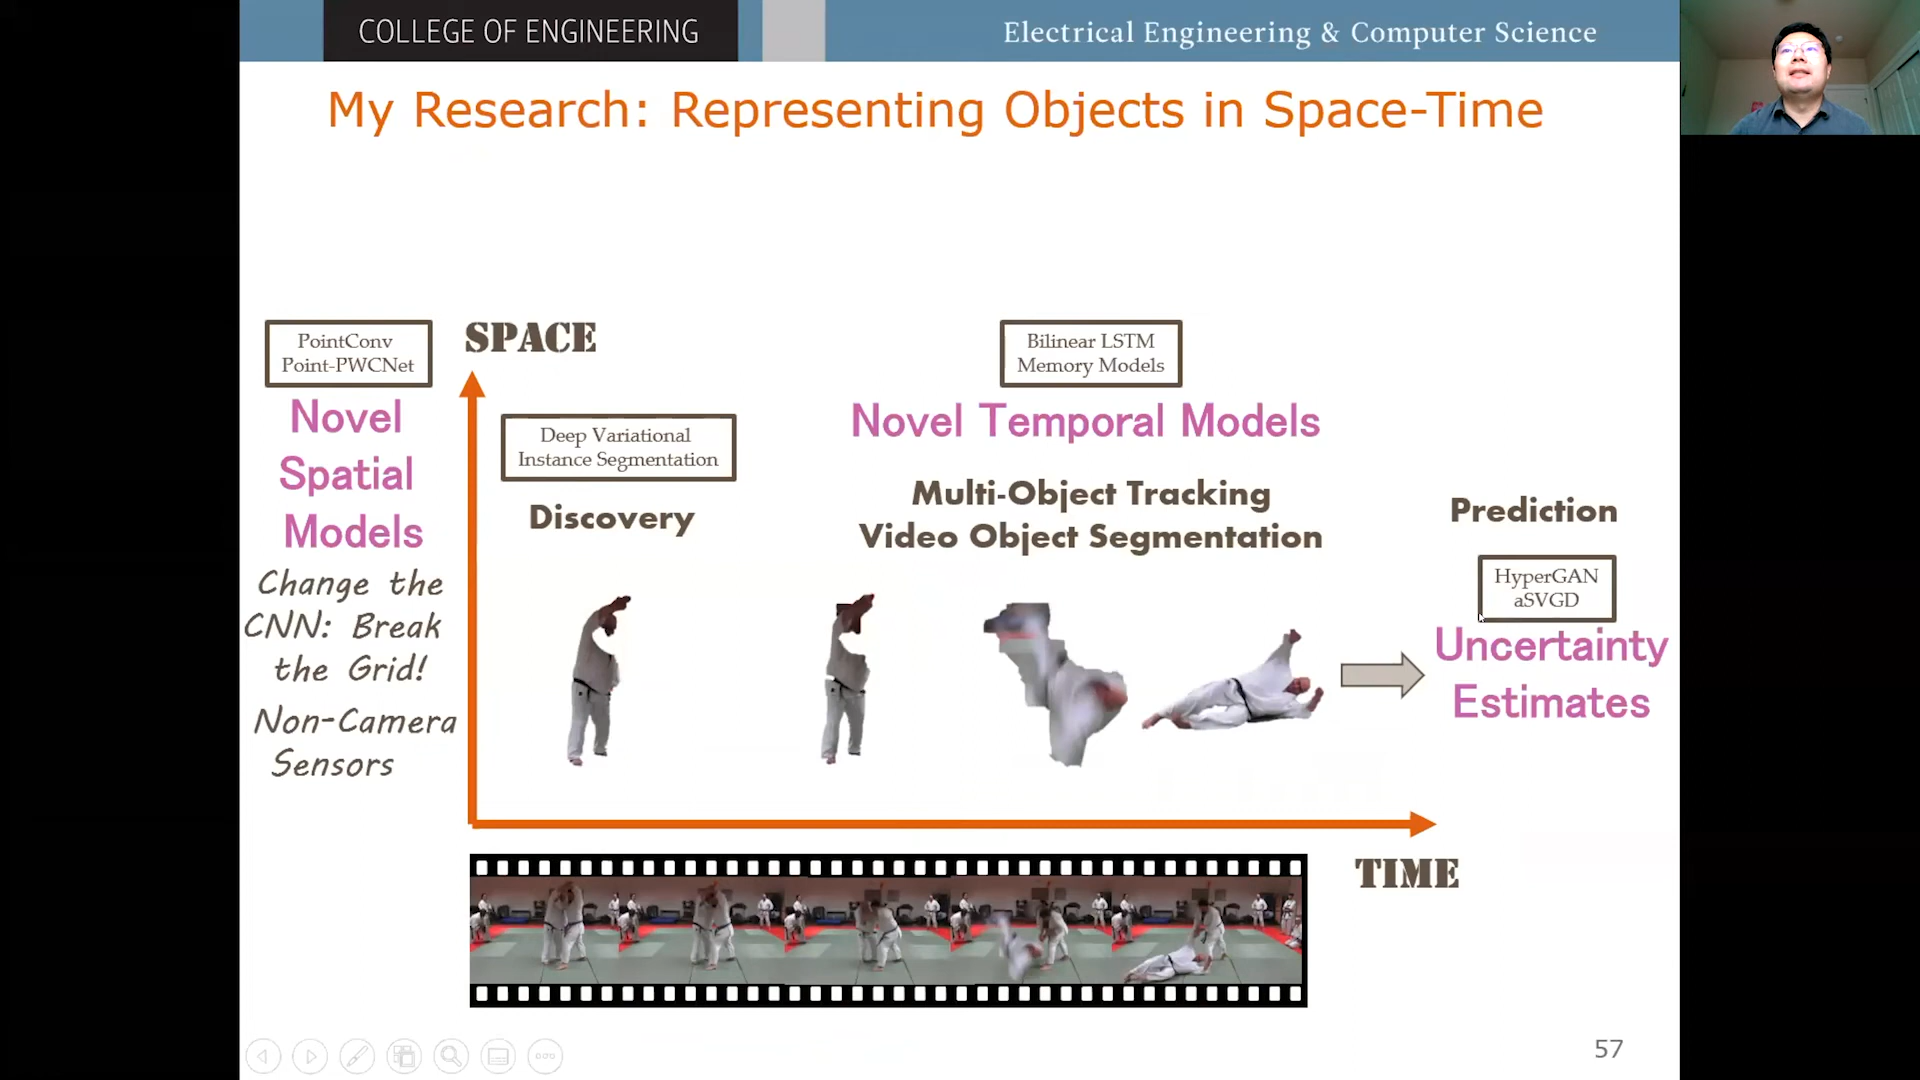 COLLEGE OF ENGINEERING
Electrical Engineering & Computer Science
My Research: Representing Objects in Space-Time
PointConv
Point-PWCNet
Novel
Spatial
Models
Change the
CNN: Break
the Grid!
Non-Camera
Sensors
SPACE
Deep Variational
Instance Segmentation
Discovery
Bilinear LSTM
Memory Models
Novel Temporal Models
Multi-Object Tracking
Video Object Segmentation
Prediction
HyperGAN
aSVGD
Uncertainty
Estimates
TIME
57